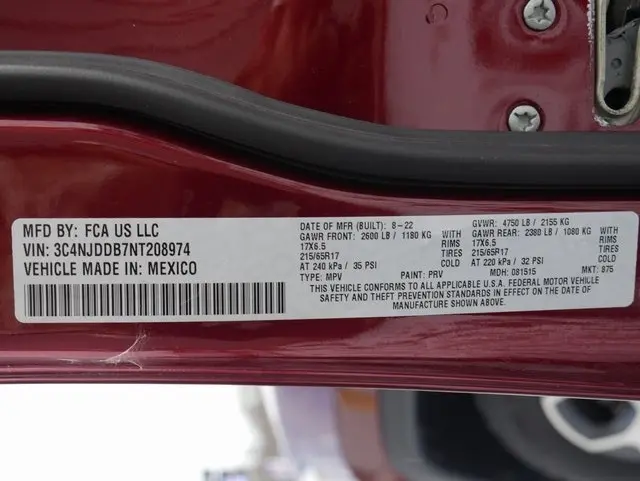 MFD BY: FCA US LLC
VIN: 3C4NJDDB7NT208974
VEHICLE MADE IN: MEXICO
DATE OF MFR (BUILT): 8-22 GVWR: 4750 LB / 2155 KG
GAWR FRONT: 2600 LB / 1180 KG WITH GAWR REAR: 2380 LB / 1080 KG WITH
17X6.5 RIMS 17X6.5 RIMS
215/65R17 TIRES 215/65R17 TIRES
AT 240 kPa / 35 PSI COLD AT 220 kPa / 32 PSI COLD
TYPE: MPV PAINT: PRV MDH: 081515 MKT: 875
THIS VEHICLE CONFORMS TO ALL APPLICABLE U.S.A. FEDERAL MOTOR VEHICLE
SAFETY AND THEFT PREVENTION STANDARDS IN EFFECT ON THE DATE OF
MANUFACTURE SHOWN ABOVE.